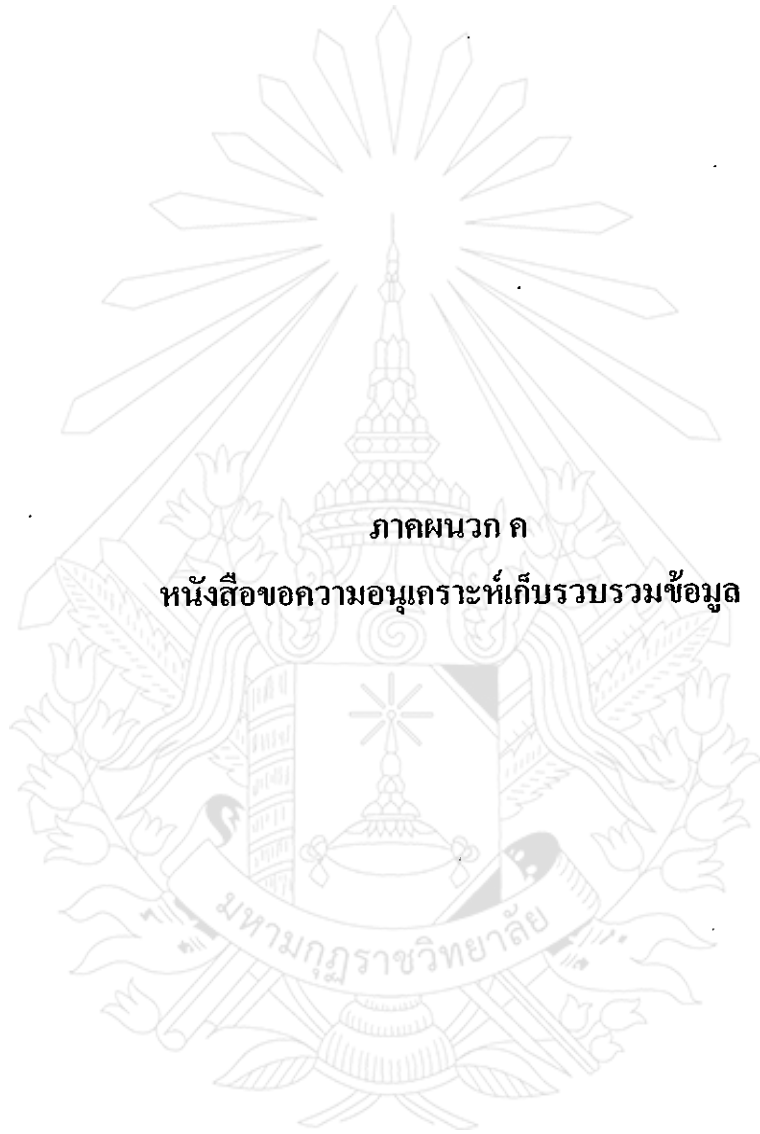 ภาคผนวก ค
หนังสือขอความอนุเคราะห์เก็บรวบรวมข้อมูล
มหามกุฏราชวิทยาลัย